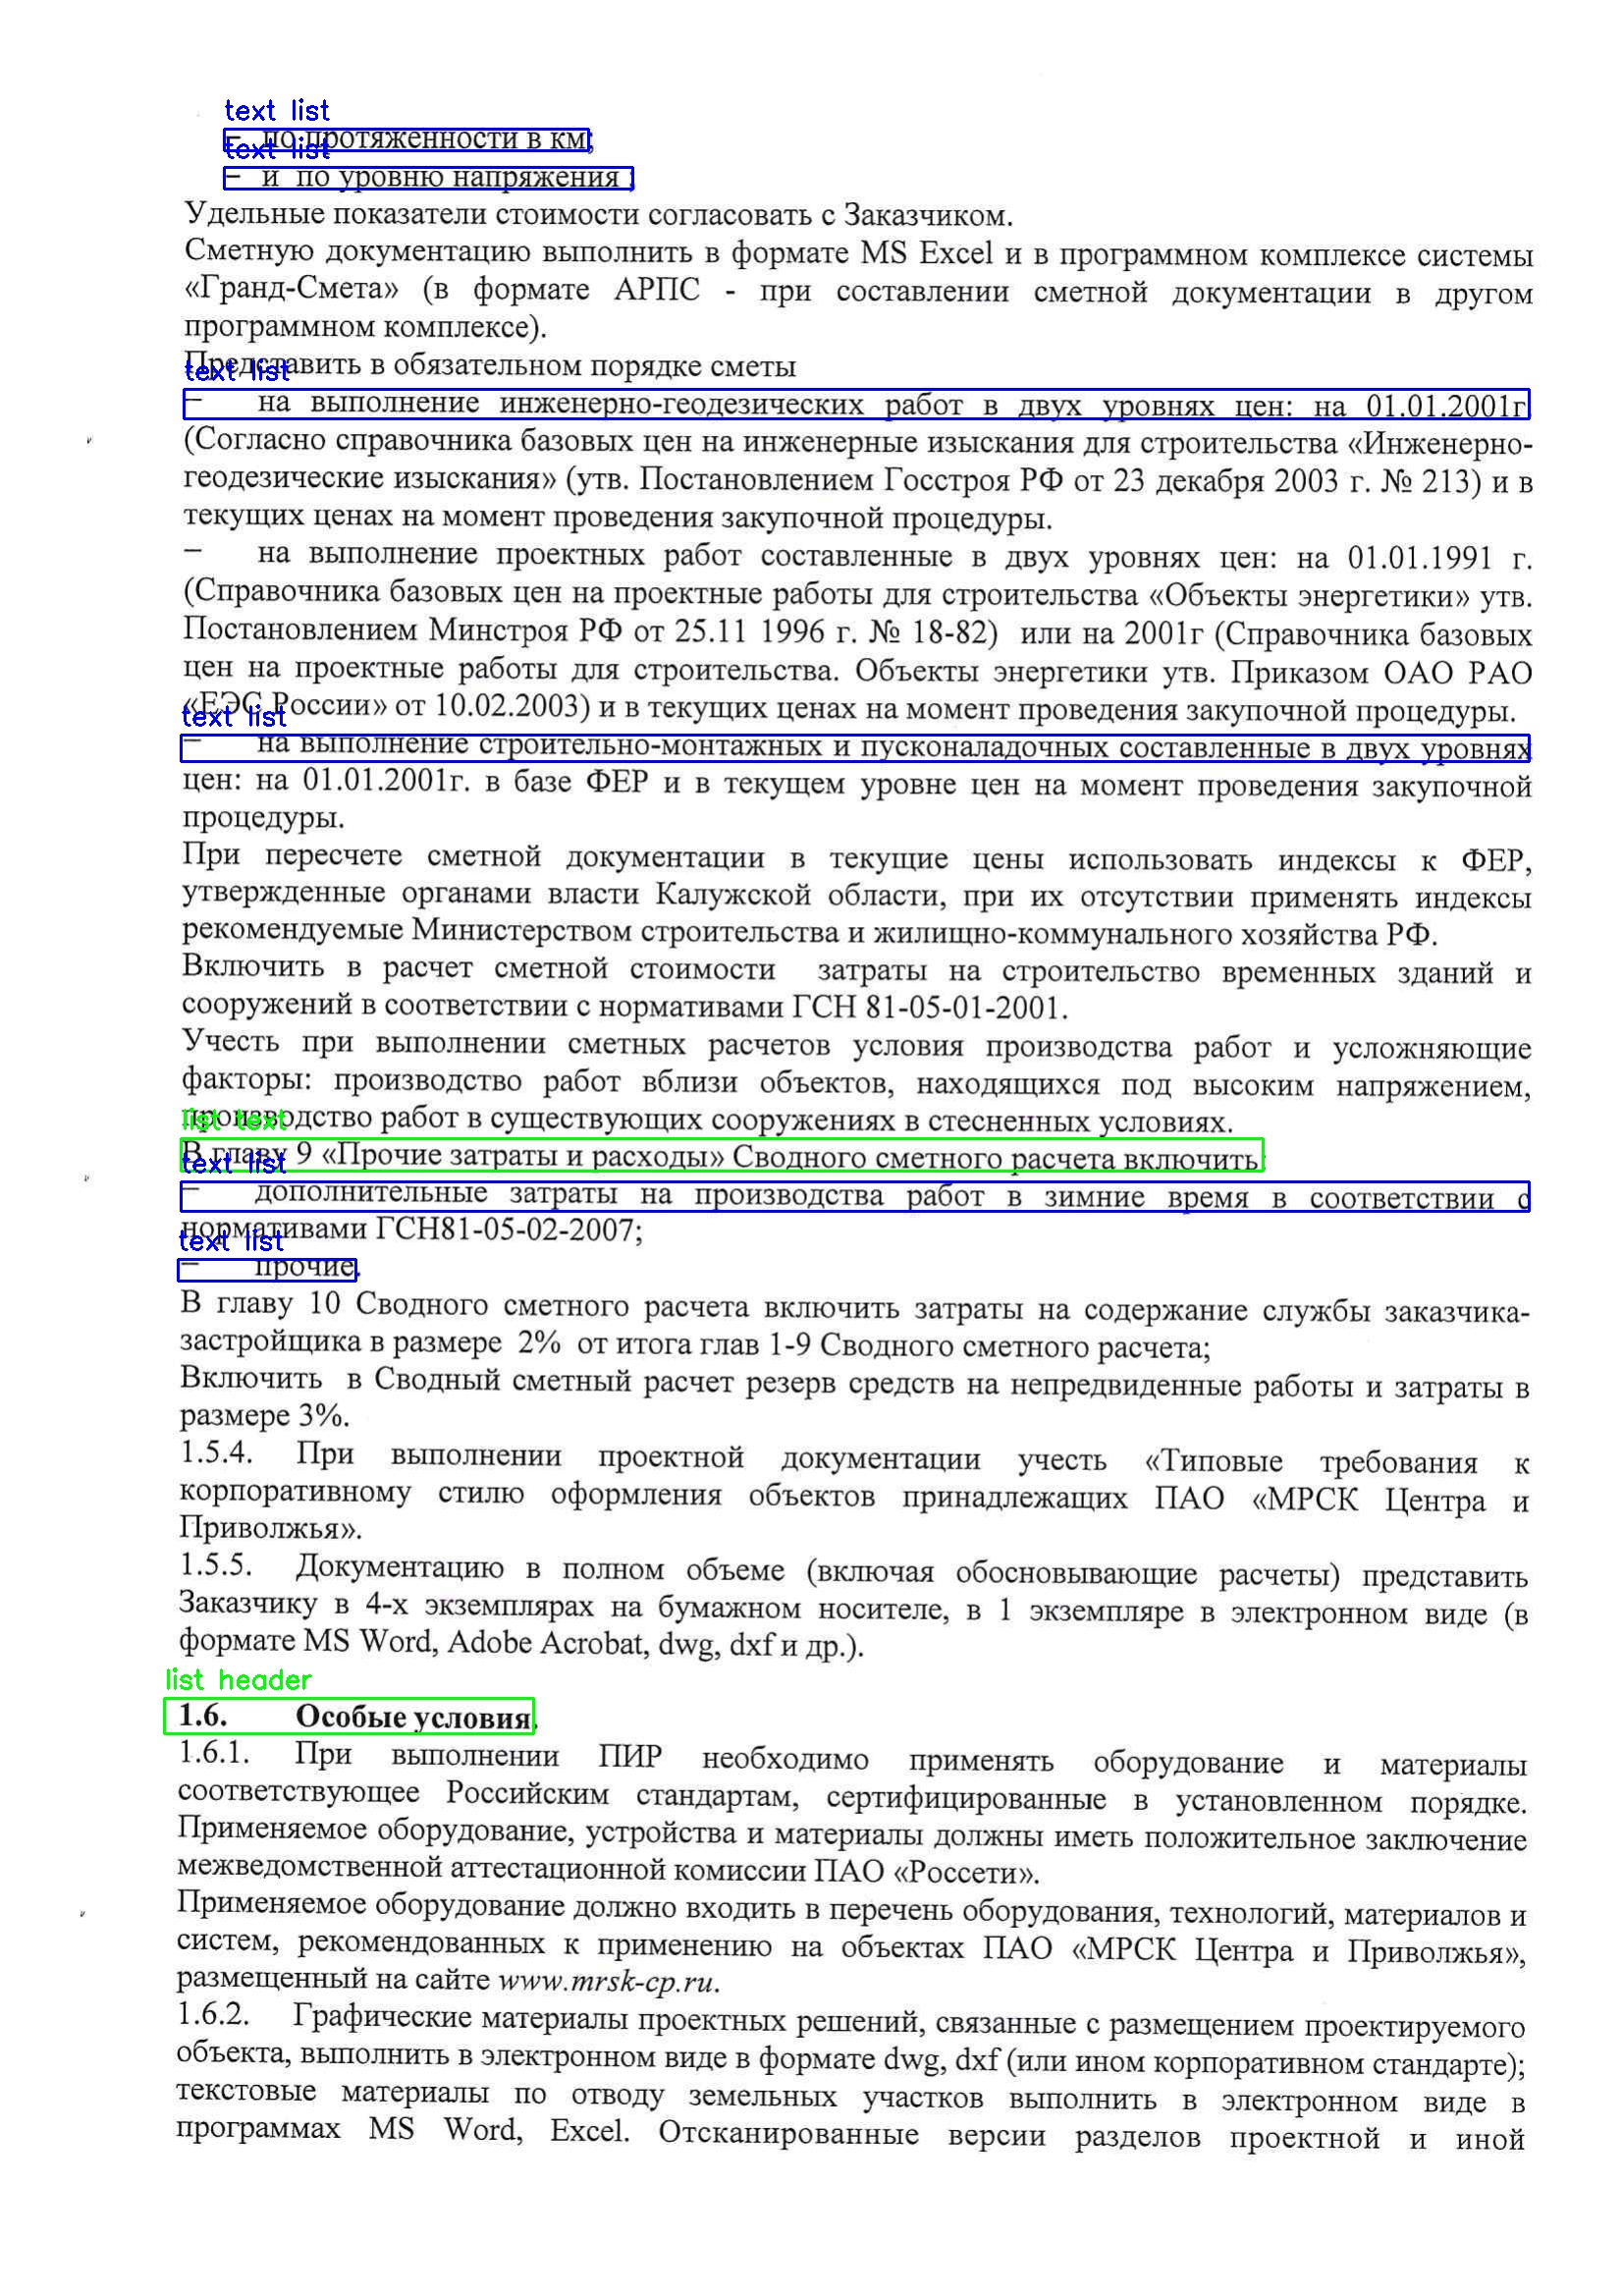 text list
– по протяженности в км;
text list
– и по уровню напряжения ;
Удельные показатели стоимости согласовать с Заказчиком.
Сметную документацию выполнить в формате MS Excel и в программном комплексе системы
«Гранд-Смета» (в формате АРПС - при составлении сметной документации в другом
программном комплексе).
Представить в обязательном порядке сметы
text list
– на выполнение инженерно-геодезических работ в двух уровнях цен: на 01.01.2001г
(Согласно справочника базовых цен на инженерные изыскания для строительства «Инженерно-
геодезические изыскания» (утв. Постановлением Госстроя РФ от 23 декабря 2003 г. № 213) и в
текущих ценах на момент проведения закупочной процедуры.
– на выполнение проектных работ составленные в двух уровнях цен: на 01.01.1991 г.
(Справочника базовых цен на проектные работы для строительства «Объекты энергетики» утв.
Постановлением Минстроя РФ от 25.11 1996 г. № 18-82) или на 2001г (Справочника базовых
цен на проектные работы для строительства. Объекты энергетики утв. Приказом ОАО РАО
«ЕЭС России» от 10.02.2003) и в текущих ценах на момент проведения закупочной процедуры.
text list
– на выполнение строительно-монтажных и пусконаладочных составленные в двух уровнях
цен: на 01.01.2001г. в базе ФЕР и в текущем уровне цен на момент проведения закупочной
процедуры.
При пересчете сметной документации в текущие цены использовать индексы к ФЕР,
утвержденные органами власти Калужской области, при их отсутствии применять индексы
рекомендуемые Министерством строительства и жилищно-коммунального хозяйства РФ.
Включить в расчет сметной стоимости затраты на строительство временных зданий и
сооружений в соответствии с нормативами ГСН 81-05-01-2001.
Учесть при выполнении сметных расчетов условия производства работ и усложняющие
факторы: производство работ вблизи объектов, находящихся под высоким напряжением,
производство работ в существующих сооружениях в стесненных условиях.
list text
В главу 9 «Прочие затраты и расходы» Сводного сметного расчета включить:
text list
– дополнительные затраты на производства работ в зимние время в соответствии с
нормативами ГСН81-05-02-2007;
text list
– прочие.
В главу 10 Сводного сметного расчета включить затраты на содержание службы заказчика-
застройщика в размере 2% от итога глав 1-9 Сводного сметного расчета;
Включить в Сводный сметный расчет резерв средств на непредвиденные работы и затраты в
размере 3%.
1.5.4. При выполнении проектной документации учесть «Типовые требования к
корпоративному стилю оформления объектов принадлежащих ПАО «МРСК Центра и
Приволжья».
1.5.5. Документацию в полном объеме (включая обосновывающие расчеты) представить
Заказчику в 4-х экземплярах на бумажном носителе, в 1 экземпляре в электронном виде (в
формате MS Word, Adobe Acrobat, dwg, dxf и др.).
list header
1.6. Особые условия.
1.6.1. При выполнении ПИР необходимо применять оборудование и материалы
соответствующее Российским стандартам, сертифицированные в установленном порядке.
Применяемое оборудование, устройства и материалы должны иметь положительное заключение
межведомственной аттестационной комиссии ПАО «Россети».
Применяемое оборудование должно входить в перечень оборудования, технологий, материалов и
систем, рекомендованных к применению на объектах ПАО «МРСК Центра и Приволжья»,
размещенный на сайте www.mrsk-cp.ru.
1.6.2. Графические материалы проектных решений, связанные с размещением проектируемого
объекта, выполнить в электронном виде в формате dwg, dxf (или ином корпоративном стандарте);
текстовые материалы по отводу земельных участков выполнить в электронном виде в
программах MS Word, Excel. Отсканированные версии разделов проектной и иной